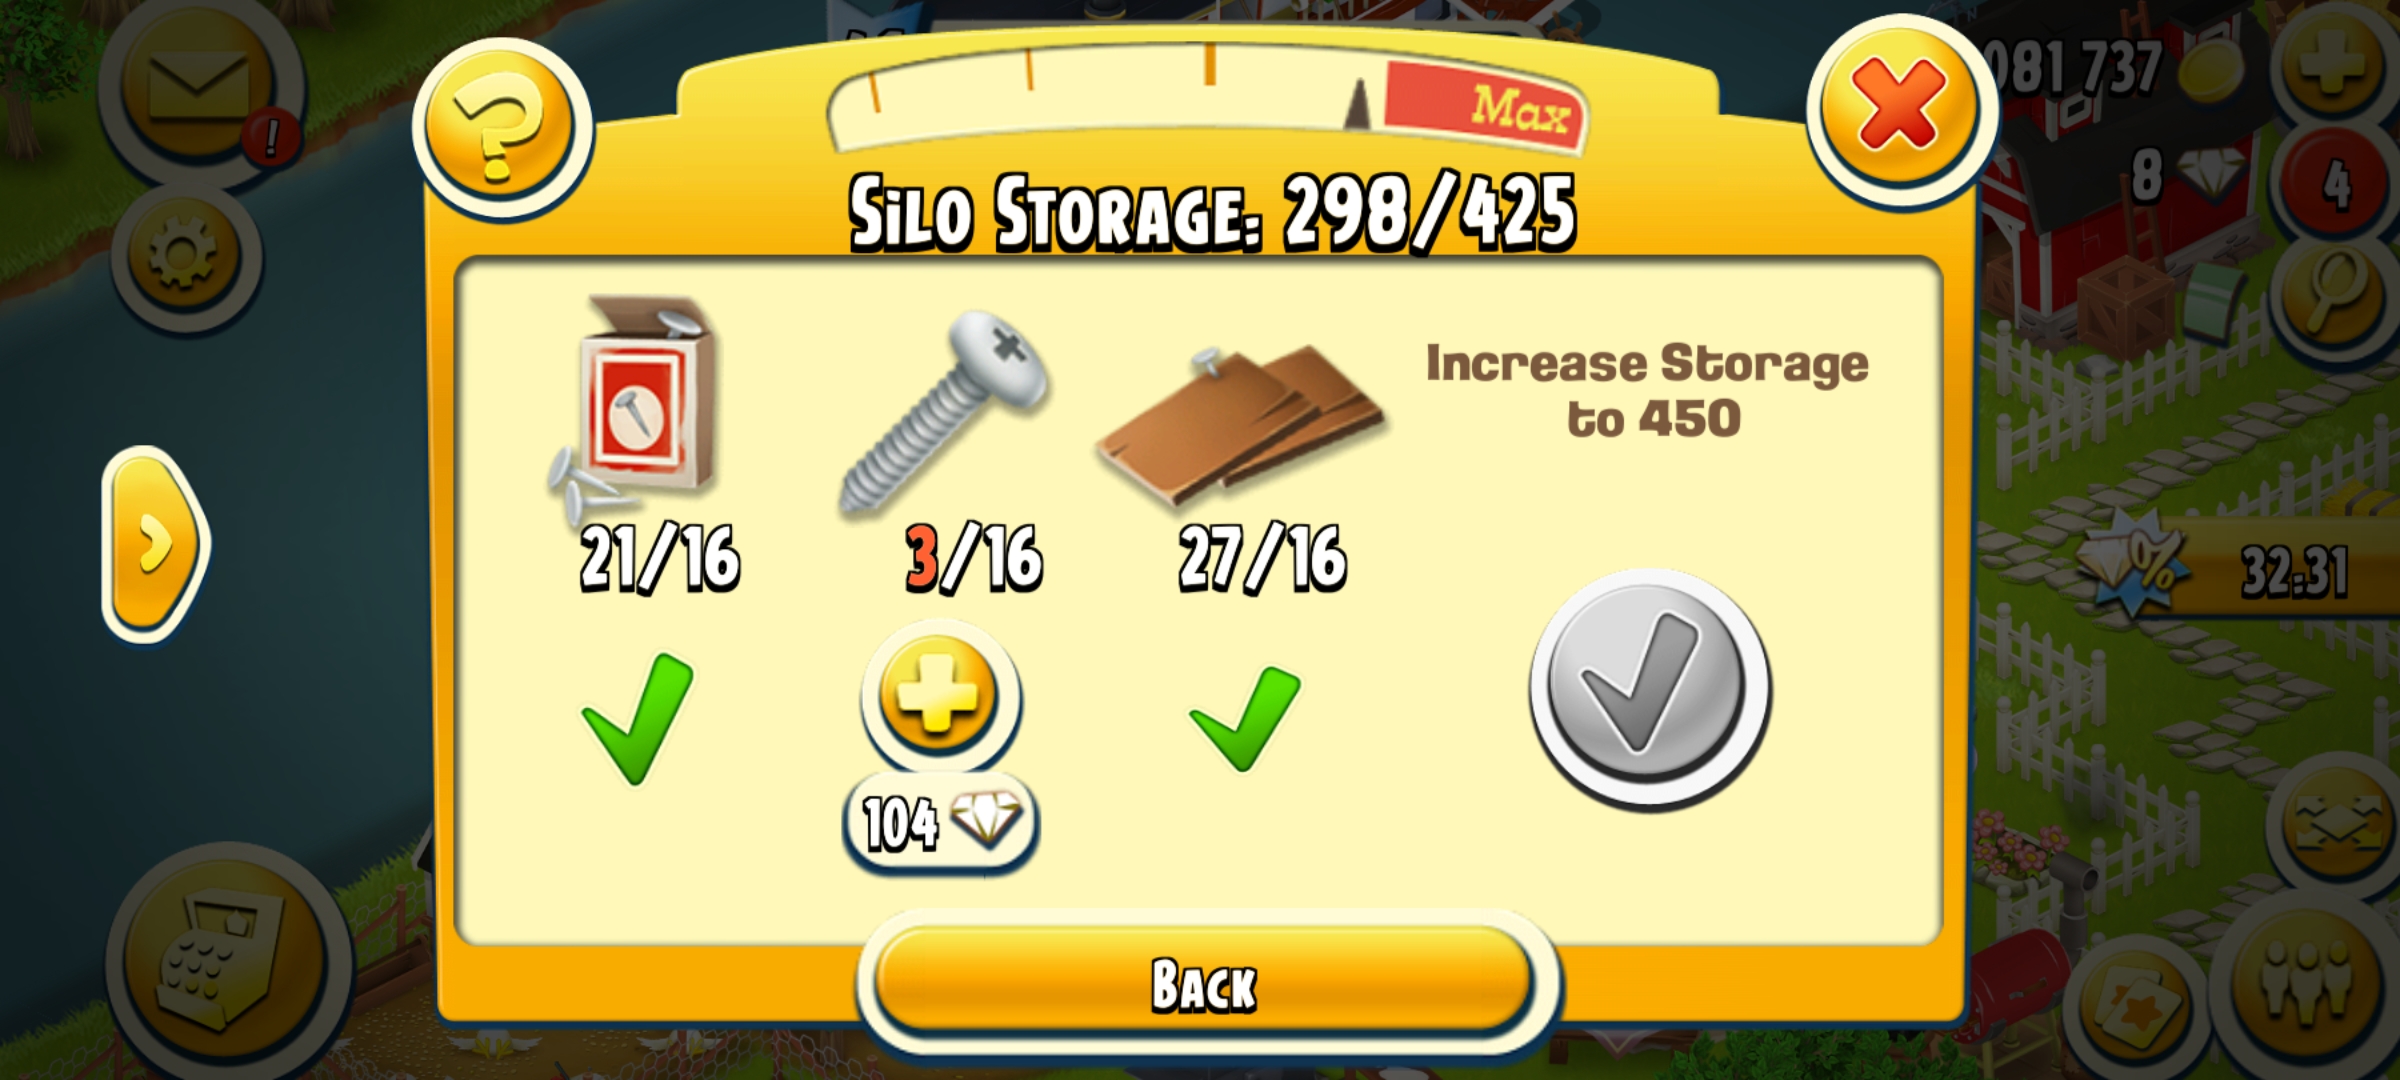 Max
081 737
SiLO STORAGE: 298/425
8
4
!
Increase Storage
to 450
21/16
3/16
27/16
%
32:31
104
BACK